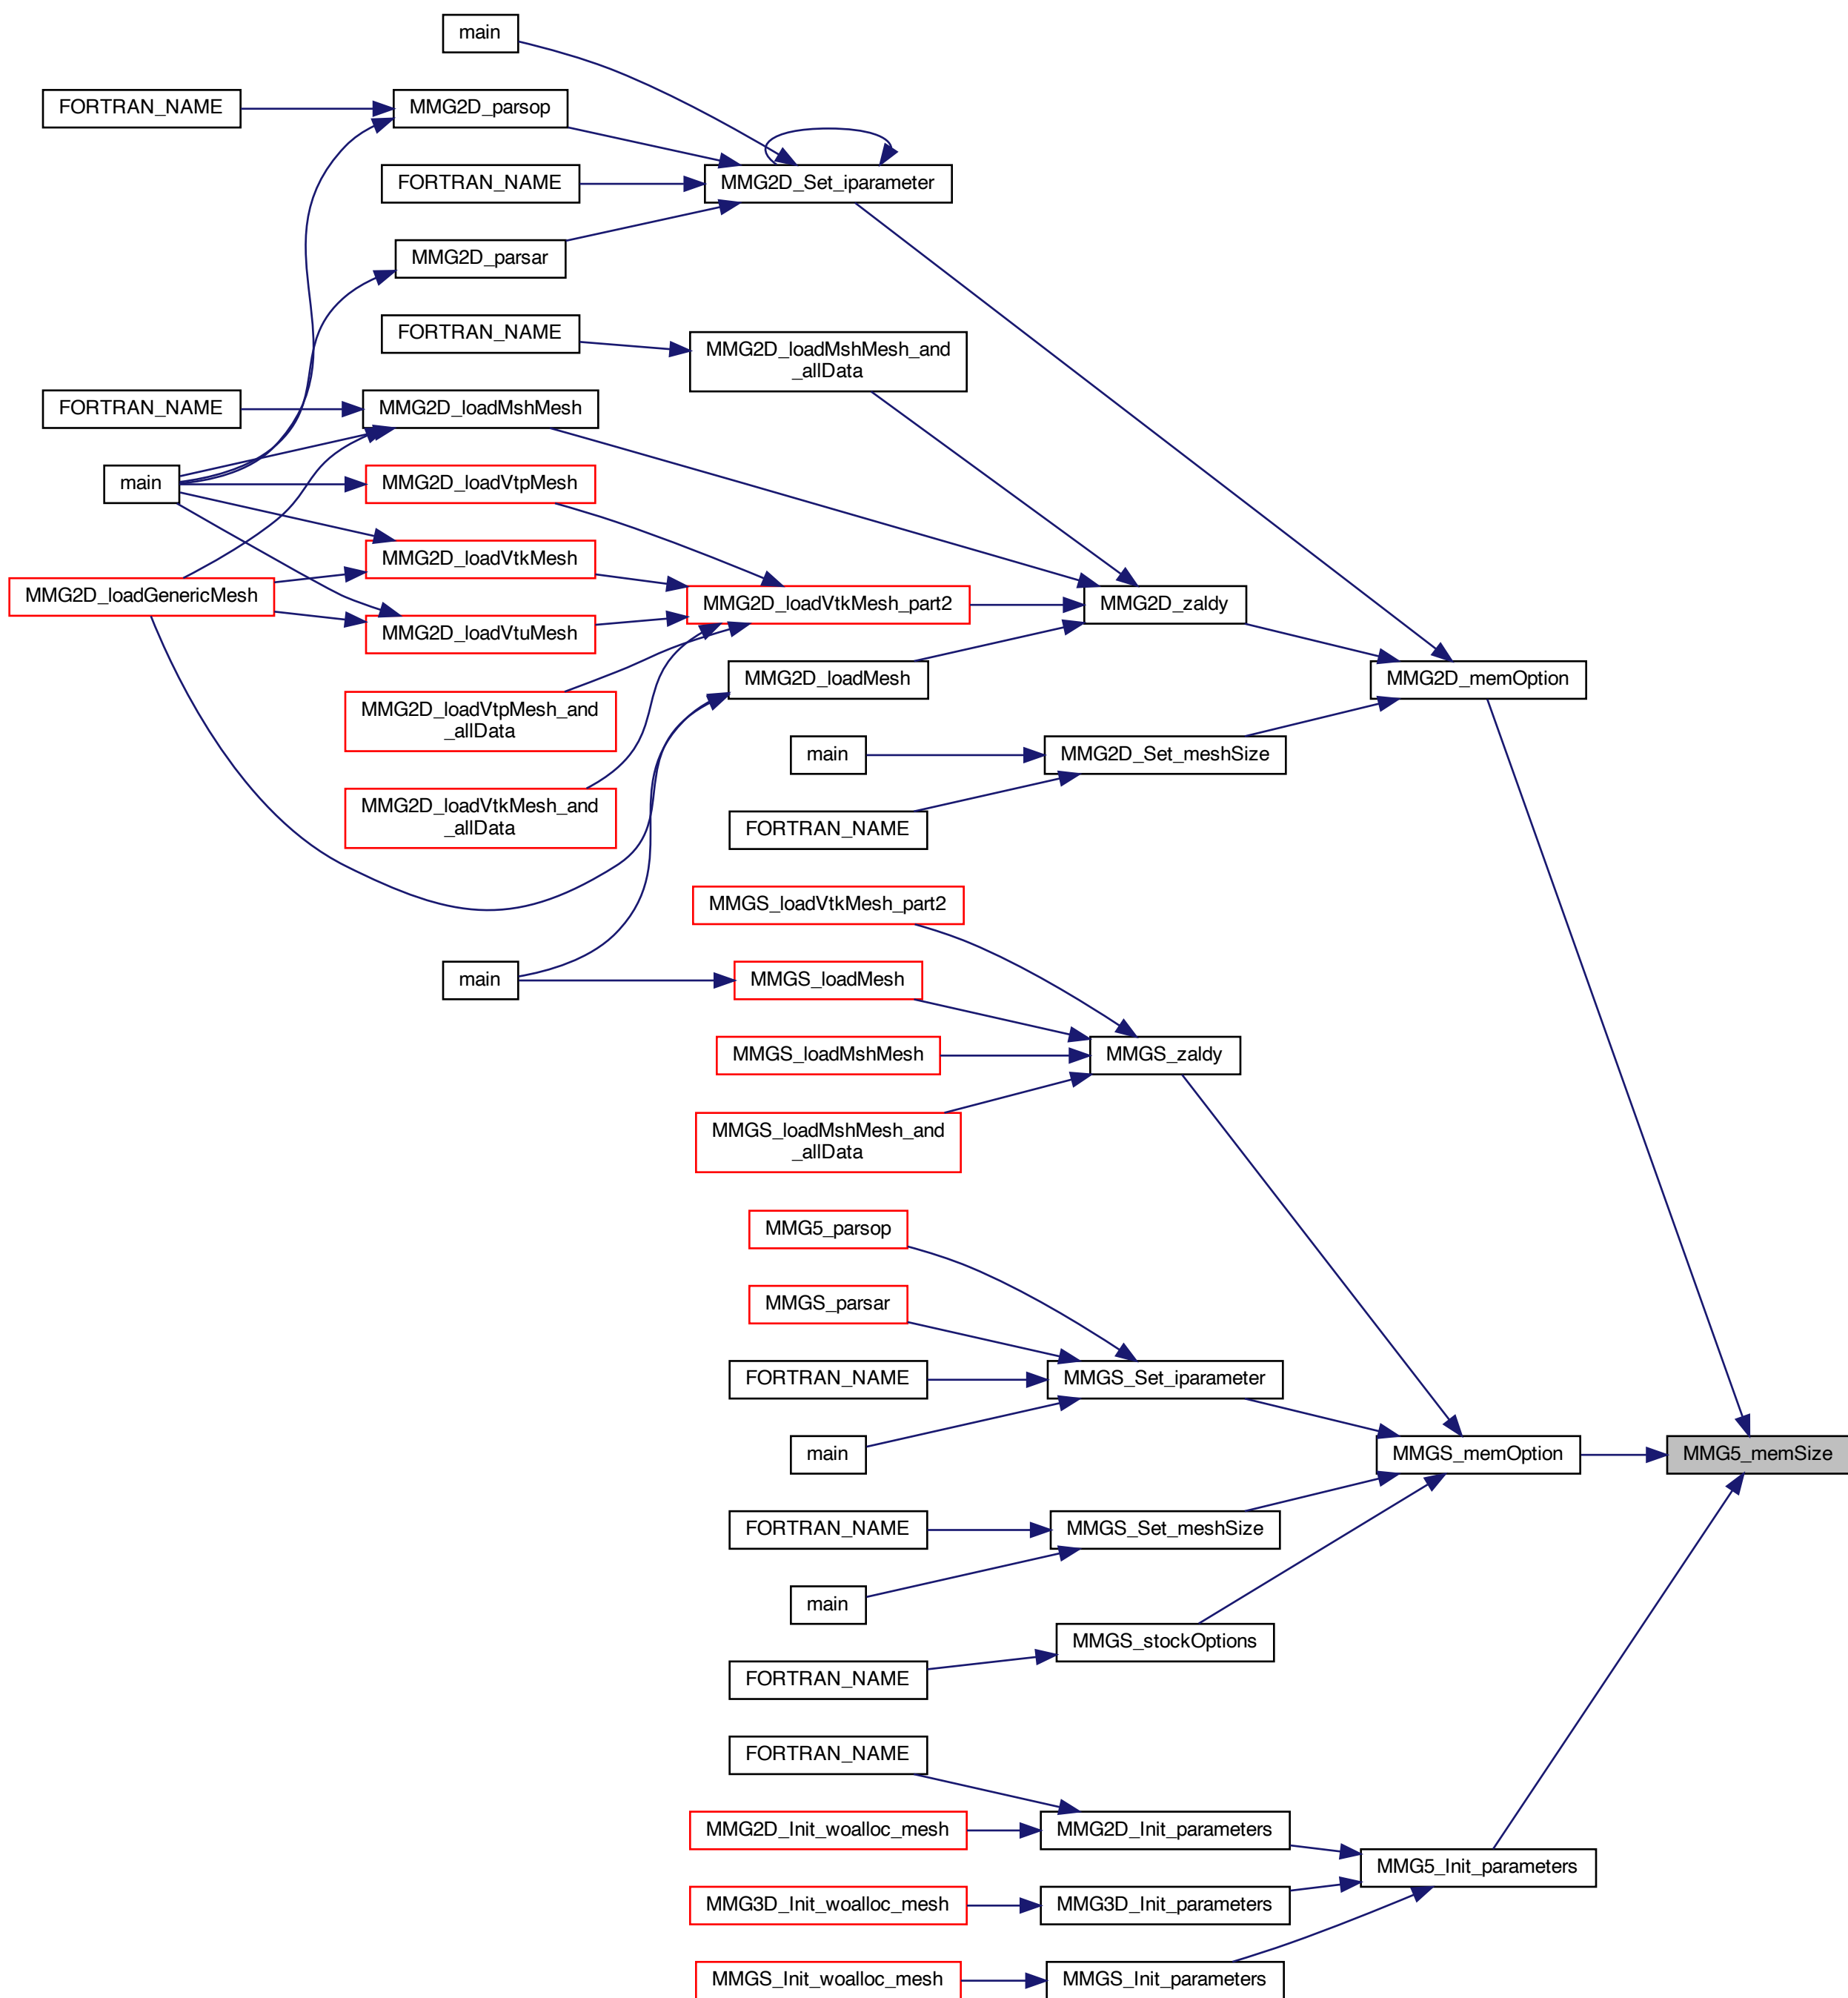 main
FORTRAN_NAME
MMG2D_parsop
FORTRAN_NAME
MMG2D_Set_iparameter
MMG2D_parsar
FORTRAN_NAME
MMG2D_loadMshMesh_and
_allData
FORTRAN_NAME
MMG2D_loadMshMesh
main
MMG2D_loadVtpMesh
MMG2D_loadVtkMesh
MMG2D_loadGenericMesh
MMG2D_loadVtkMesh_part2
MMG2D_zaldy
MMG2D_loadVtuMesh
MMG2D_loadMesh
MMG2D_memOption
MMG2D_loadVtpMesh_and
_allData
main
MMG2D_Set_meshSize
MMG2D_loadVtkMesh_and
_allData
FORTRAN_NAME
MMGS_loadVtkMesh_part2
main
MMGS_loadMesh
MMGS_loadMshMesh
MMGS_zaldy
MMGS_loadMshMesh_and
_allData
MMG5_parsop
MMGS_parsar
FORTRAN_NAME
MMGS_Set_iparameter
main
MMGS_memOption
MMG5_memSize
FORTRAN_NAME
MMGS_Set_meshSize
main
MMGS_stockOptions
FORTRAN_NAME
FORTRAN_NAME
MMG2D_Init_woalloc_mesh
MMG2D_Init_parameters
MMG5_Init_parameters
MMG3D_Init_woalloc_mesh
MMG3D_Init_parameters
MMGS_Init_woalloc_mesh
MMGS_Init_parameters